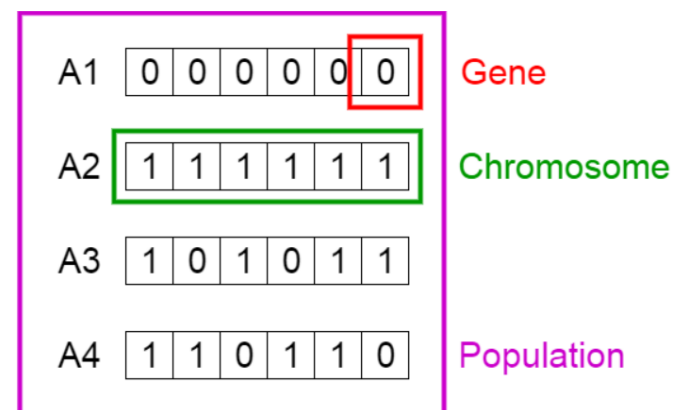 A1 0 0 0 0 0 0 Gene
A2 1 1 1 1 1 1 Chromosome
A3 1 0 1 0 1 1
A4 1 1 0 1 1 0 Population